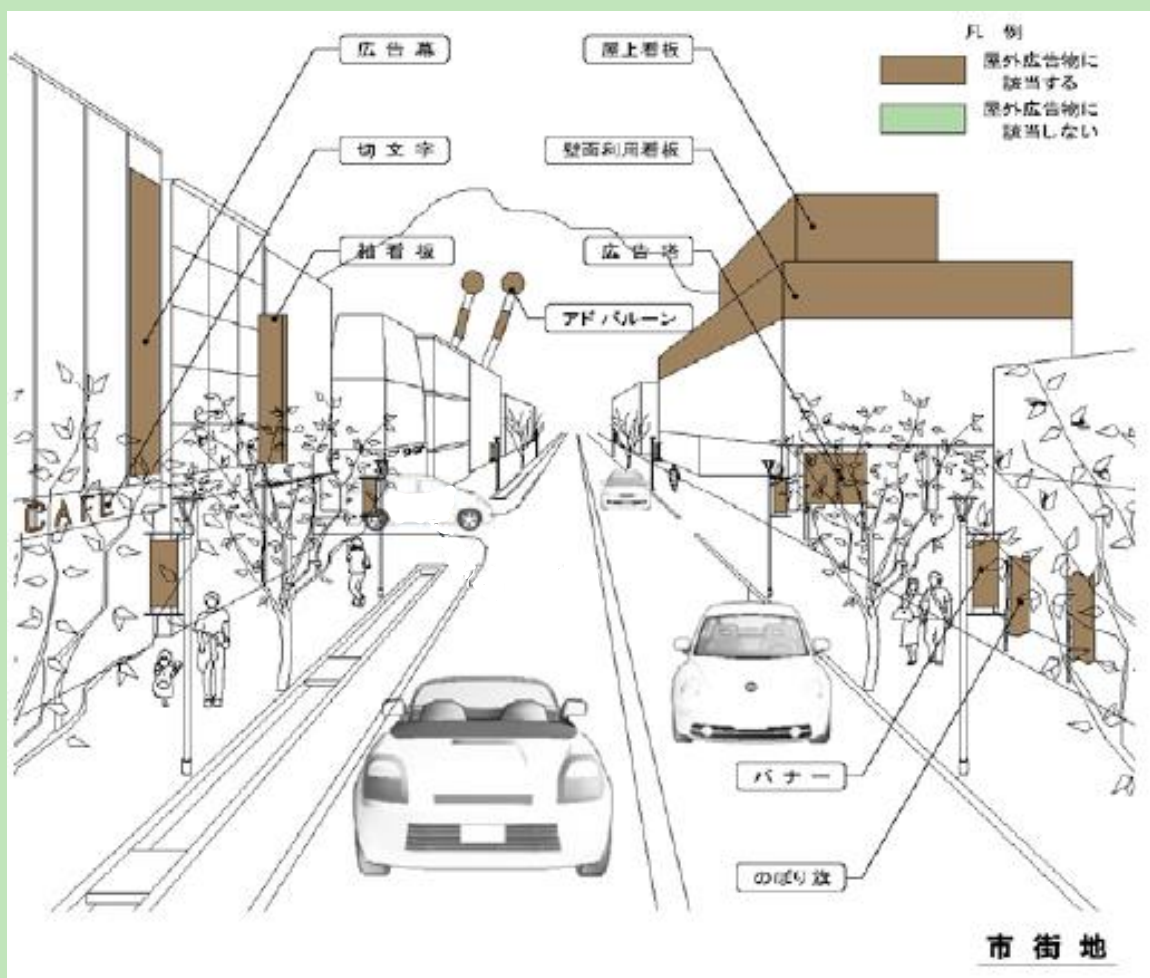 広告幕
屋上看板
凡例
屋外広告物に
該当する
屋外広告物に
該当しない
切文字
壁面利用看板
袖看板
広告塔
アドバルーン
CAFE
バナー
のぼり旗
市街地